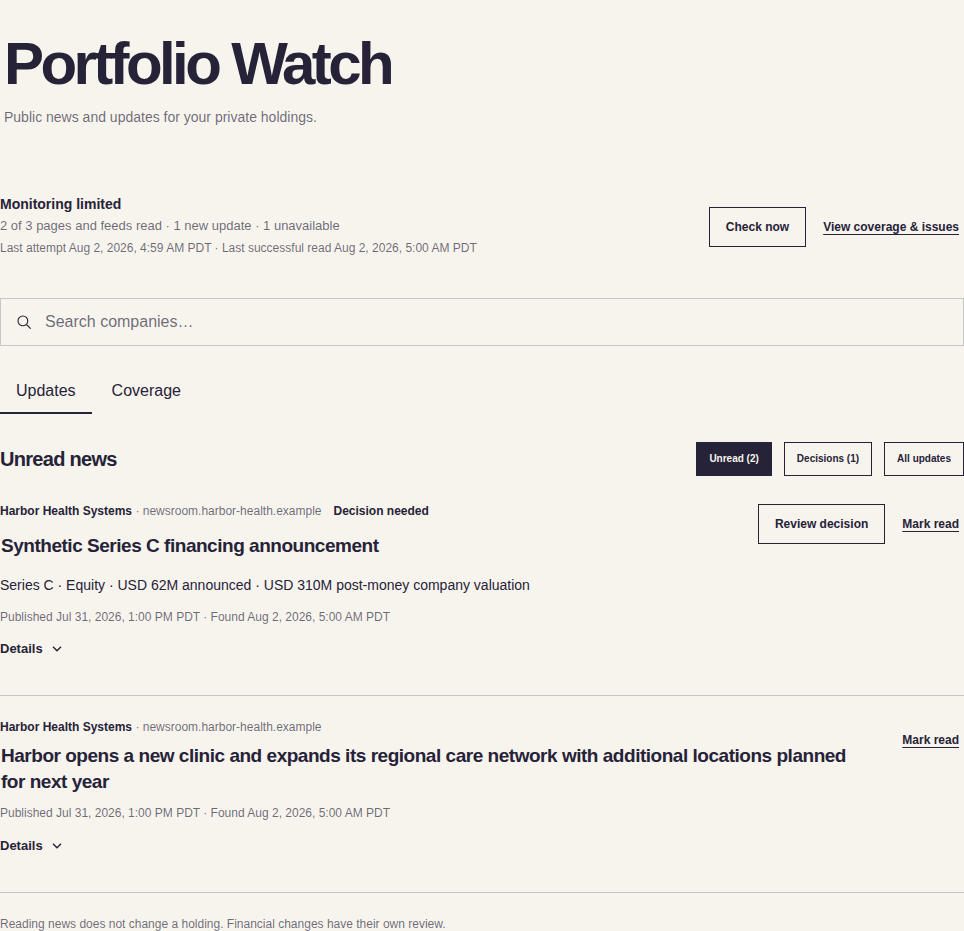 Portfolio Watch
Public news and updates for your private holdings.
Monitoring limited
2 of 3 pages and feeds read · 1 new update · 1 unavailable
Last attempt Aug 2, 2026, 4:59 AM PDT · Last successful read Aug 2, 2026, 5:00 AM PDT
Check now
View coverage & issues
Search companies…
Updates
Coverage
Unread news
Unread (2)
Decisions (1)
All updates
Harbor Health Systems · newsroom.harbor-health.example Decision needed
Review decision
Mark read
Synthetic Series C financing announcement
Series C · Equity · USD 62M announced · USD 310M post-money company valuation
Published Jul 31, 2026, 1:00 PM PDT · Found Aug 2, 2026, 5:00 AM PDT
Details
Harbor Health Systems · newsroom.harbor-health.example
Mark read
Harbor opens a new clinic and expands its regional care network with additional locations planned
for next year
Published Jul 31, 2026, 1:00 PM PDT · Found Aug 2, 2026, 5:00 AM PDT
Details
Reading news does not change a holding. Financial changes have their own review.